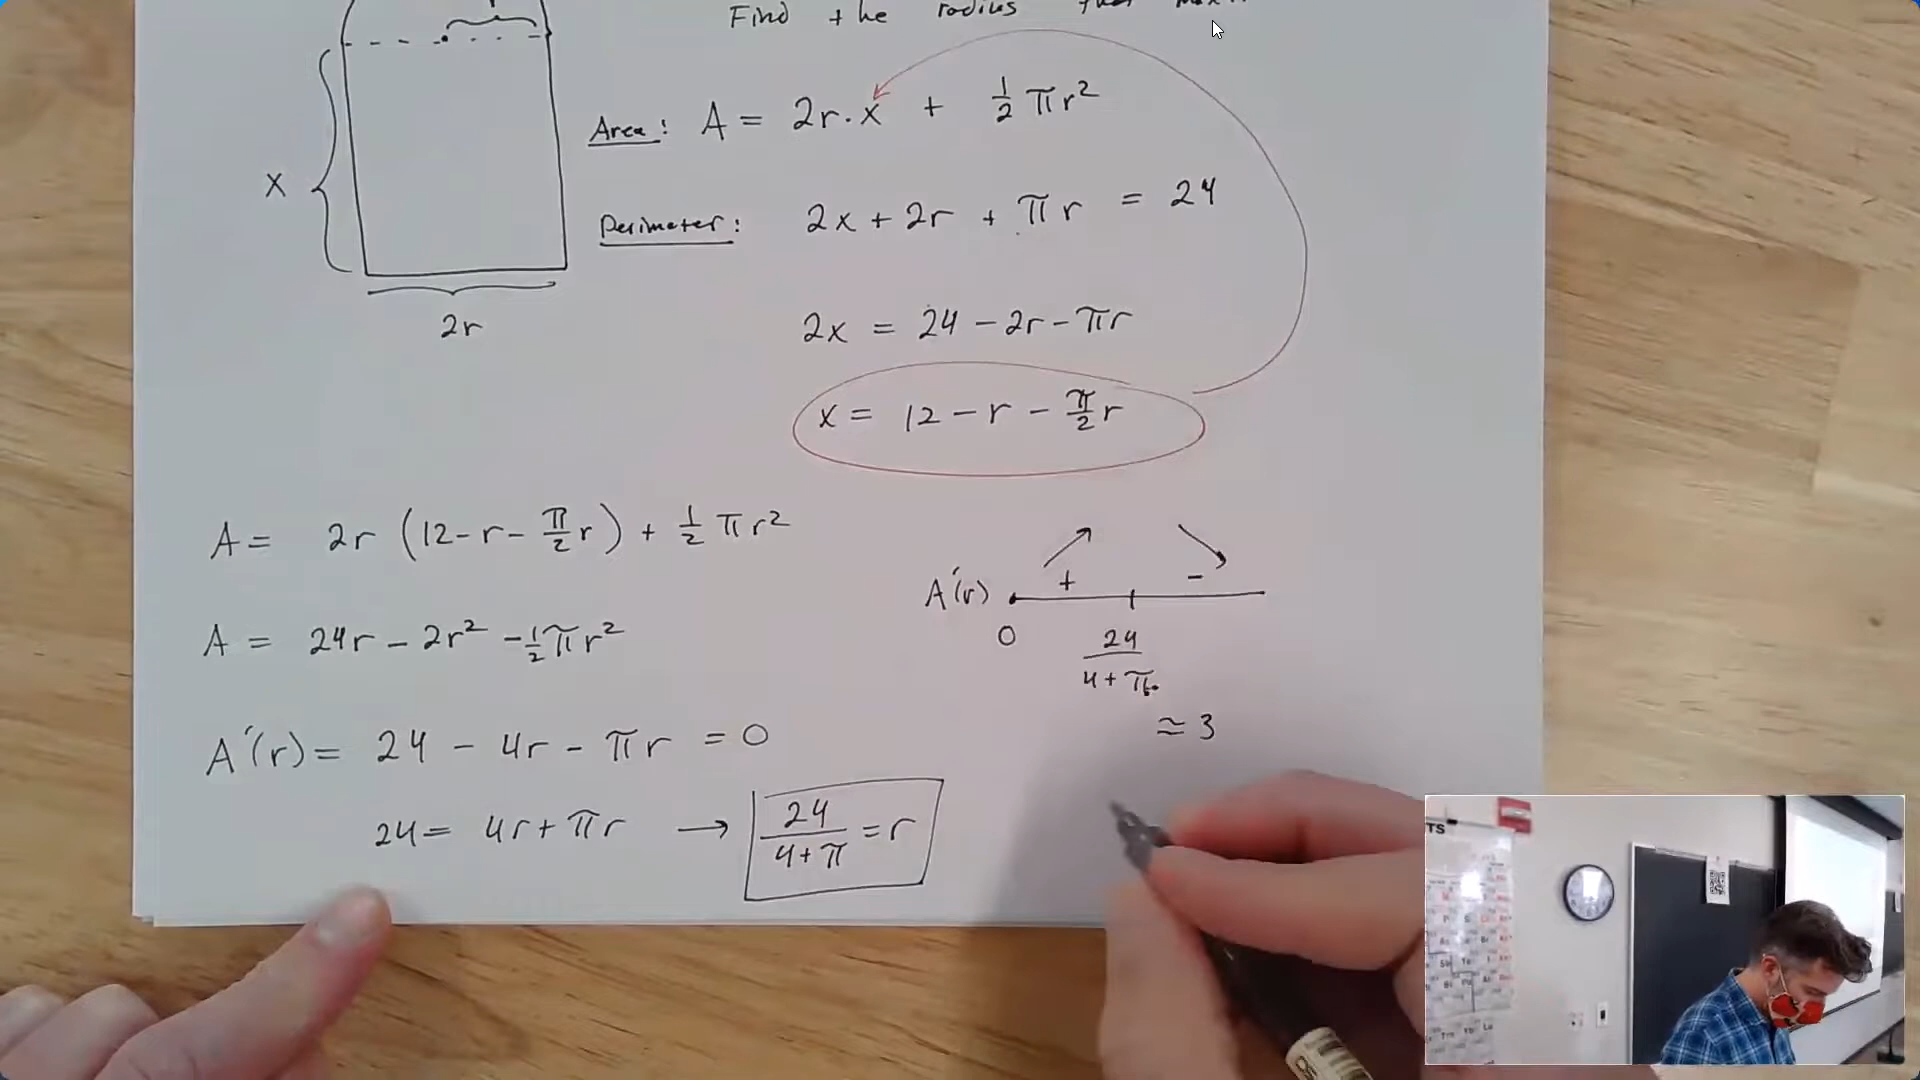 Find the radius that
Area: A = 2r·x + 1/2 πr²
x
Perimeter: 2x + 2r + πr = 24
2r
2x = 24 - 2r - πr
x = 12 - r - π/2 r
A = 2r (12 - r - π/2 r) + 1/2 πr²
A'(r) + -
0 24/(4+π)
≈ 3
A = 24r - 2r² - 1/2 πr²
A'(r) = 24 - 4r - πr = 0
24 = 4r + πr → 24/(4+π) = r
TS